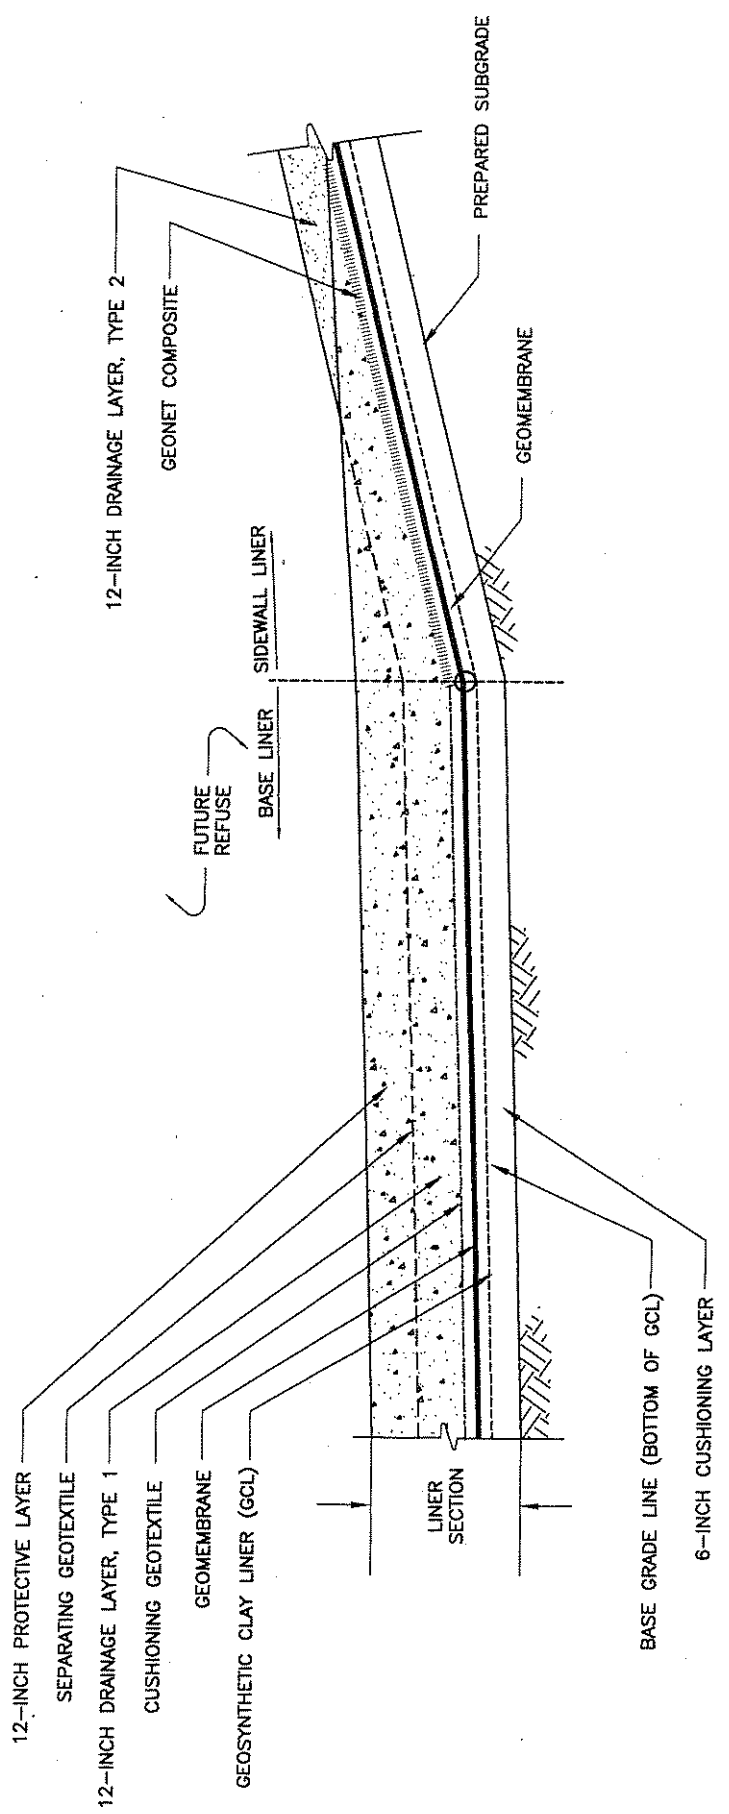 12-INCH PROTECTIVE LAYER
SEPARATING GEOTEXTILE
12-INCH DRAINAGE LAYER, TYPE 1
CUSHIONING GEOTEXTILE
GEOMEMBRANE
GEOSYNTHETIC CLAY LINER (GCL)
LINER
SECTION
BASE GRADE LINE (BOTTOM OF GCL)
6-INCH CUSHIONING LAYER
FUTURE
REFUSE
BASE LINER
SIDEWALL LINER
12-INCH DRAINAGE LAYER, TYPE 2
GEONET COMPOSITE
GEOMEMBRANE
PREPARED SUBGRADE